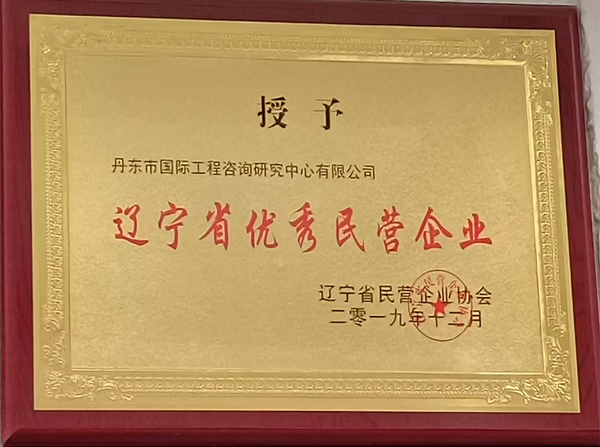 授予
丹东市国际工程咨询研究中心有限公司
辽宁省优秀民营企业
辽宁省民营企业协会
二零一九年十二月